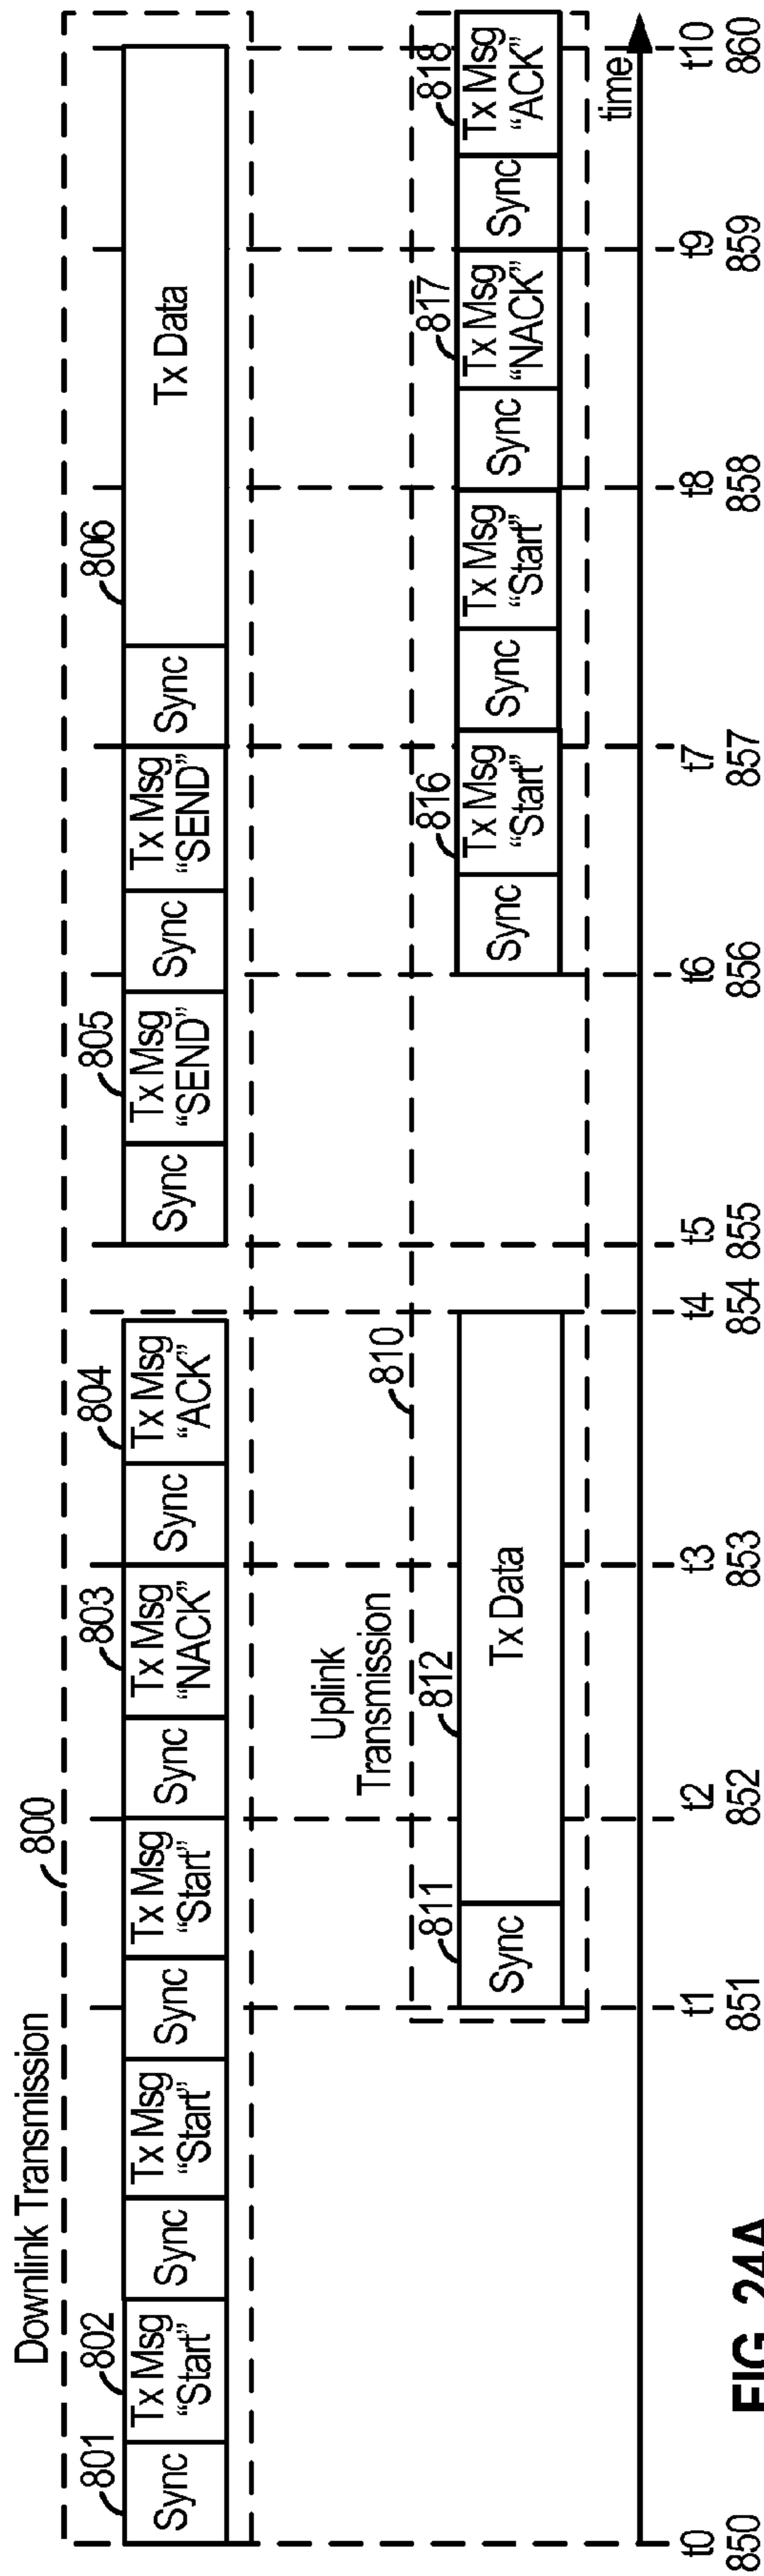 Downlink Transmission
800
801
802
803
804
805
806
Sync
Tx Msg
“Start”
Sync
Tx Msg
“Start”
Sync
Tx Msg
“Start”
Sync
Tx Msg
“NACK”
Sync
Tx Msg
“ACK”
Sync
Tx Msg
“SEND”
Sync
Tx Msg
“SEND”
Sync
Tx Data
Uplink
Transmission
810
811
812
816
817
818
Sync
Tx Data
Sync
Tx Msg
“Start”
Sync
Tx Msg
“Start”
Sync
Tx Msg
“NACK”
Sync
Tx Msg
“ACK”
time
t0
t1
t2
t3
t4
t5
t6
t7
t8
t9
t10
850
851
852
853
854
855
856
857
858
859
860
FIG. 24A